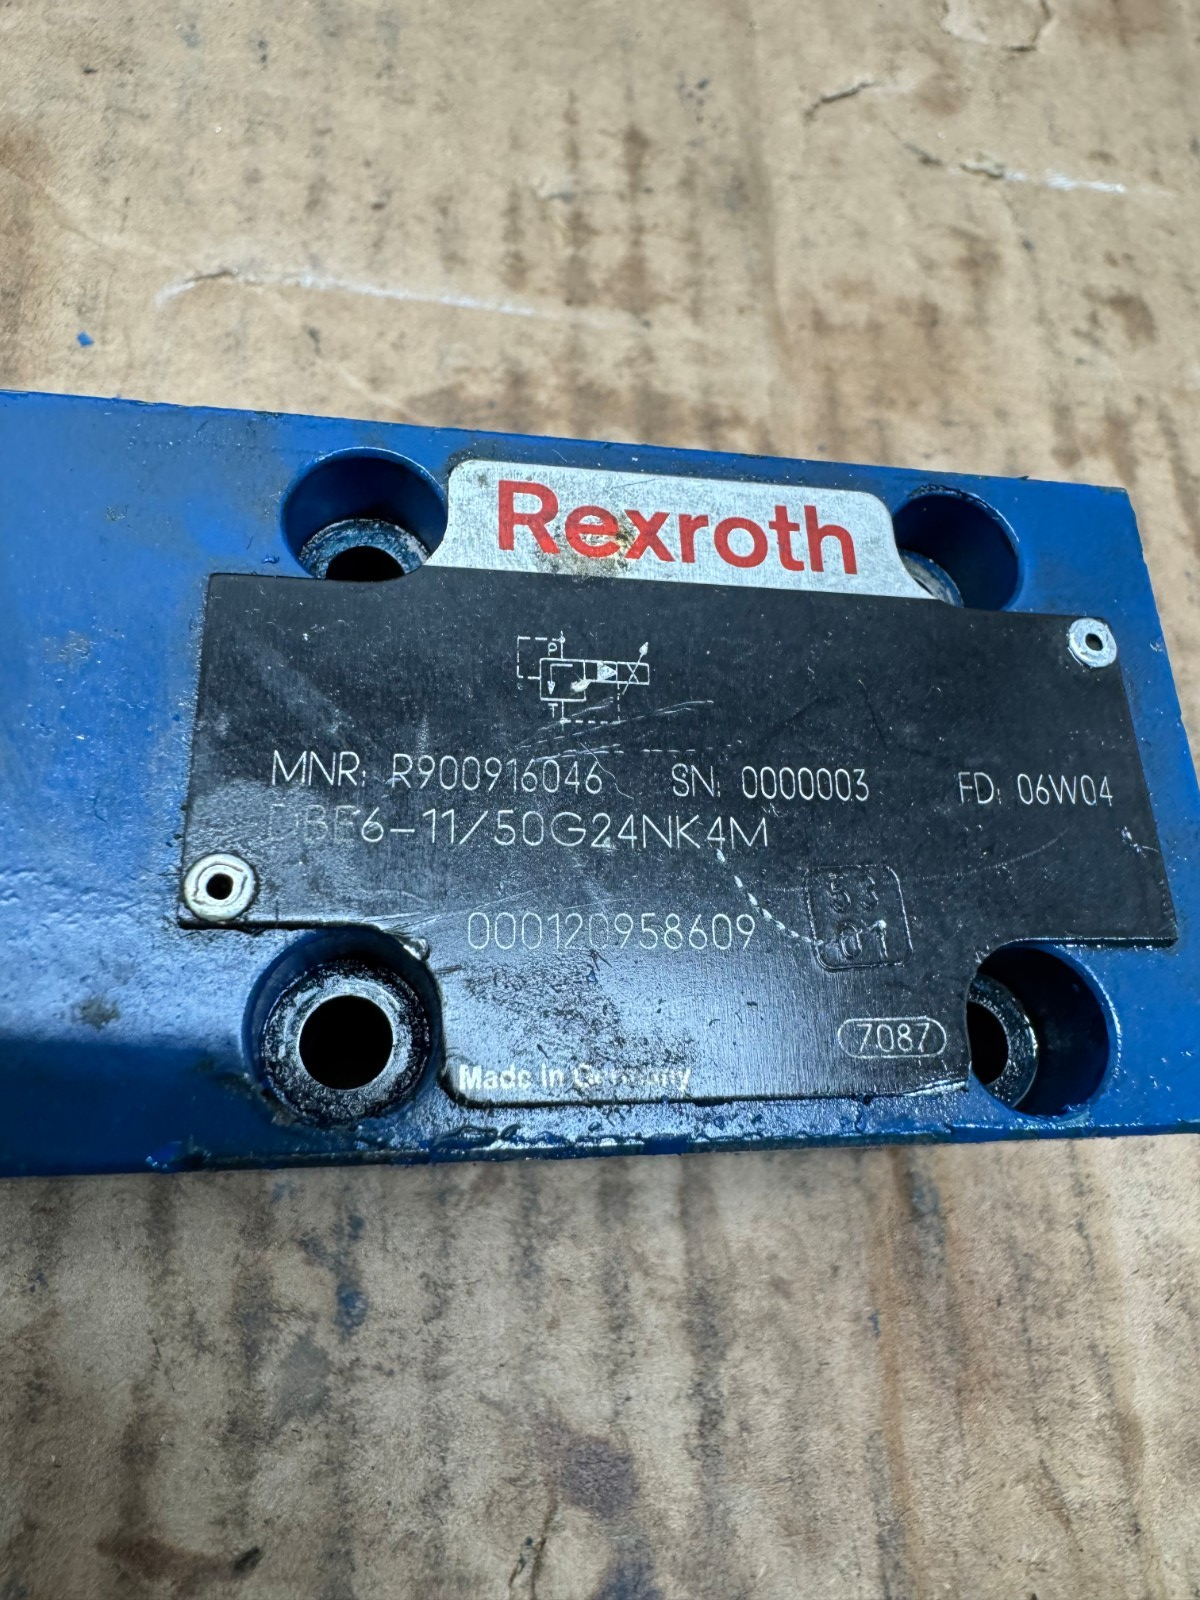 Rexroth
P
T
MNR: R900916046 SN: 0000003 FD: 06W04
DBE6-11/50G24NK4M
000120958609
53
01
7087
Made in Germany